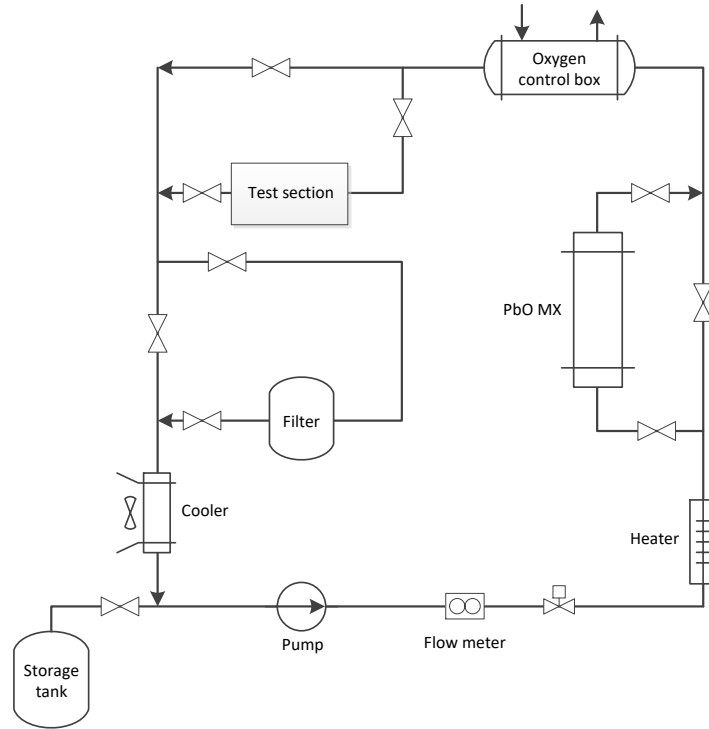 Oxygen
control box
Test section
PbO MX
Filter
Cooler
Heater
Pump
Flow meter
Storage
tank